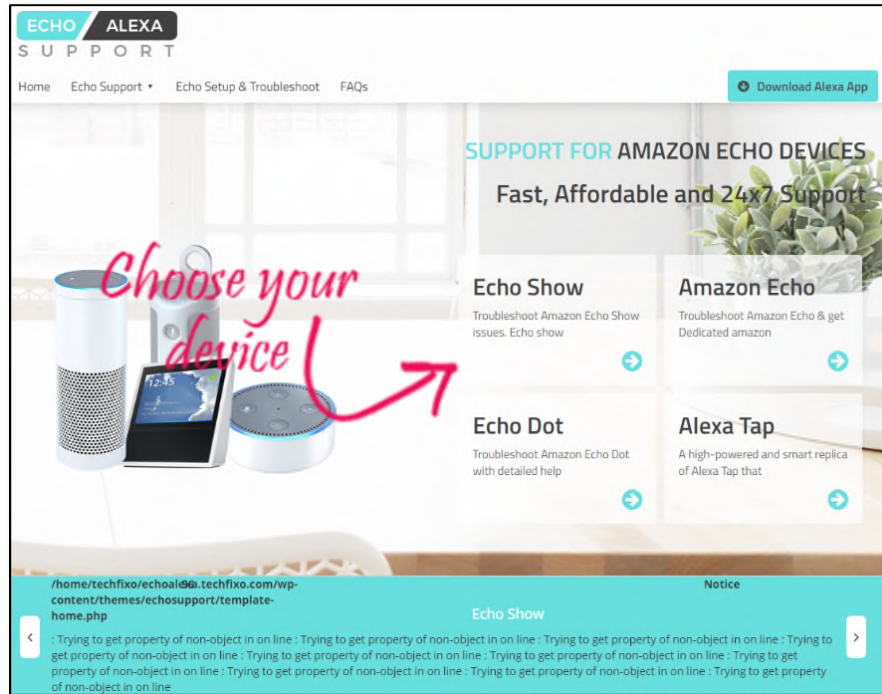 ECHO ALEXA
SUPPORT
Home Echo Support Echo Setup & Troubleshoot FAQs
Download Alexa App
SUPPORT FOR AMAZON ECHO DEVICES
Fast, Affordable and 24x7 Support
Choose your
device
12:45
Echo Show
Troubleshoot Amazon Echo Show
issues. Echo show
Amazon Echo
Troubleshoot Amazon Echo & get
Dedicated amazon
Echo Dot
Troubleshoot Amazon Echo Dot
with detailed help
Alexa Tap
A high-powered and smart replica
of Alexa Tap that
/home/techfixo/echoalexa.techfixo.com/wp-
content/themes/echosupport/template-
home.php
96
Notice
Echo Show
: Trying to get property of non-object in on line : Trying to get property of non-object in on line : Trying to get property of non-object in on line : Trying to
get property of non-object in on line : Trying to get property of non-object in on line : Trying to get property of non-object in on line : Trying to get
property of non-object in on line : Trying to get property of non-object in on line : Trying to get property of non-object in on line : Trying to get property
of non-object in on line